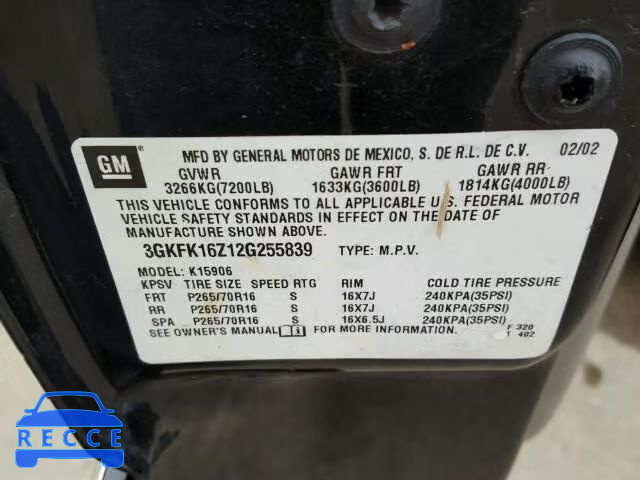 GM
MFD BY GENERAL MOTORS DE MEXICO, S. DE R.L. DE C.V. 02/02
GVWR GAWR FRT GAWR RR
3266KG(7200LB) 1633KG(3600LB) 1814KG(4000LB)
THIS VEHICLE CONFORMS TO ALL APPLICABLE U.S. FEDERAL MOTOR
VEHICLE SAFETY STANDARDS IN EFFECT ON THE DATE OF
MANUFACTURE SHOWN ABOVE.
3GKFK16Z12G255839 TYPE: M.P.V.
MODEL: K15906
KPSV TIRE SIZE SPEED RTG RIM COLD TIRE PRESSURE
FRT P265/70R16 S 16X7J 240KPA(35PSI)
RR P265/70R16 S 16X7J 240KPA(35PSI)
SPA P265/70R16 S 16X6.5J 240KPA(35PSI)
SEE OWNER'S MANUAL FOR MORE INFORMATION.
F 320
T 402
RECCE